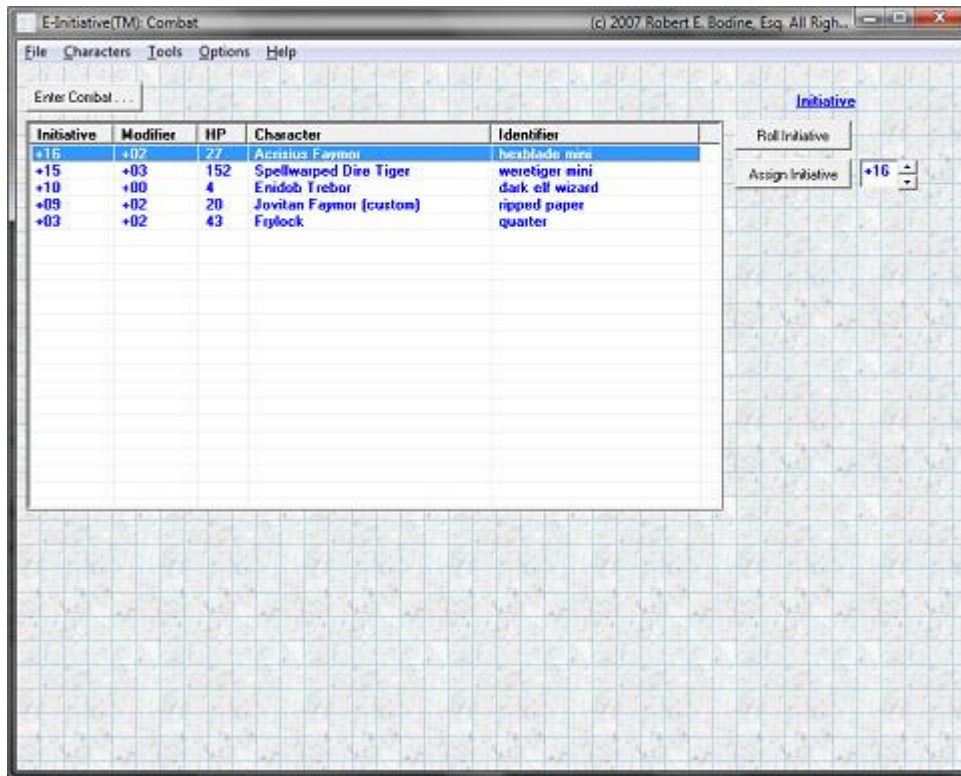 E-Initiative(TM): Combat (c) 2007 Robert E. Bodine, Esq. All Righ...
File Characters Tools Options Help
Enter Combat . . .
Initiative
Roll Initiative
Assign Initiative +16
Initiative Modifier HP Character Identifier
+16 +02 27 Acrisius Faymor hexblade mini
+15 +03 152 Spellwarped Dire Tiger weretiger mini
+10 +00 4 Enidob Trebor dark elf wizard
+09 +02 20 Jovitan Faymor (custom) ripped paper
+03 +02 43 Frylock quarter